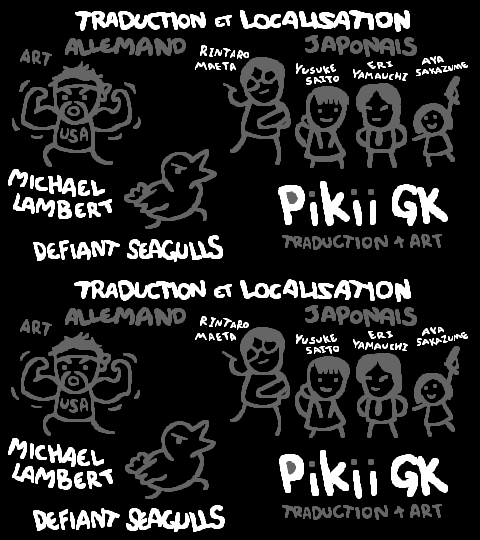 TRADUCTION ET LOCALISATION
ALLEMAND
JAPONAIS
ART
RINTARO
MAETA
YUSUKE
SAITO
ERI
YAMAUCHI
AYA
SAKAZUME
USA
MICHAEL
LAMBERT
Pikii GK
DEFIANT SEAGULLS
TRADUCTION + ART
TRADUCTION ET LOCALISATION
ALLEMAND
JAPONAIS
ART
RINTARO
MAETA
YUSUKE
SAITO
ERI
YAMAUCHI
AYA
SAKAZUME
USA
MICHAEL
LAMBERT
Pikii GK
DEFIANT SEAGULLS
TRADUCTION + ART